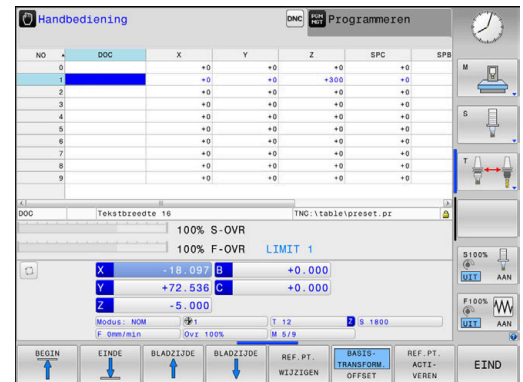 Handbediening DNC PGM MGT Programmeren
NO DOC X Y Z SPC SPB
0 +0 +0 +0 +0
1 +0 +0 +300 +0
2 +0 +0 +0 +0
3 +0 +0 +0 +0
4 +0 +0 +0 +0
5 +0 +0 +0 +0
6 +0 +0 +0 +0
7 +0 +0 +0 +0
8 +0 +0 +0 +0
9 +0 +0 +0 +0
DOC Tekstbreedte 16 TNC:\table\preset.pr
100% S-OVR
100% F-OVR LIMIT 1
X -18.097 B +0.000
Y +72.536 C +0.000
Z -5.000
Modus: NOM 1 T 12 Z S 1800
F 0mm/min Ovr 100% M 5/9
M
S
T
S100%
UIT AAN
F100%
UIT AAN
BEGIN
EINDE
BLADZIJDE
BLADZIJDE
REF.PT.
WIJZIGEN
BASIS-
TRANSFORM.
OFFSET
REF.PT.
ACTI-
VEREN
EIND